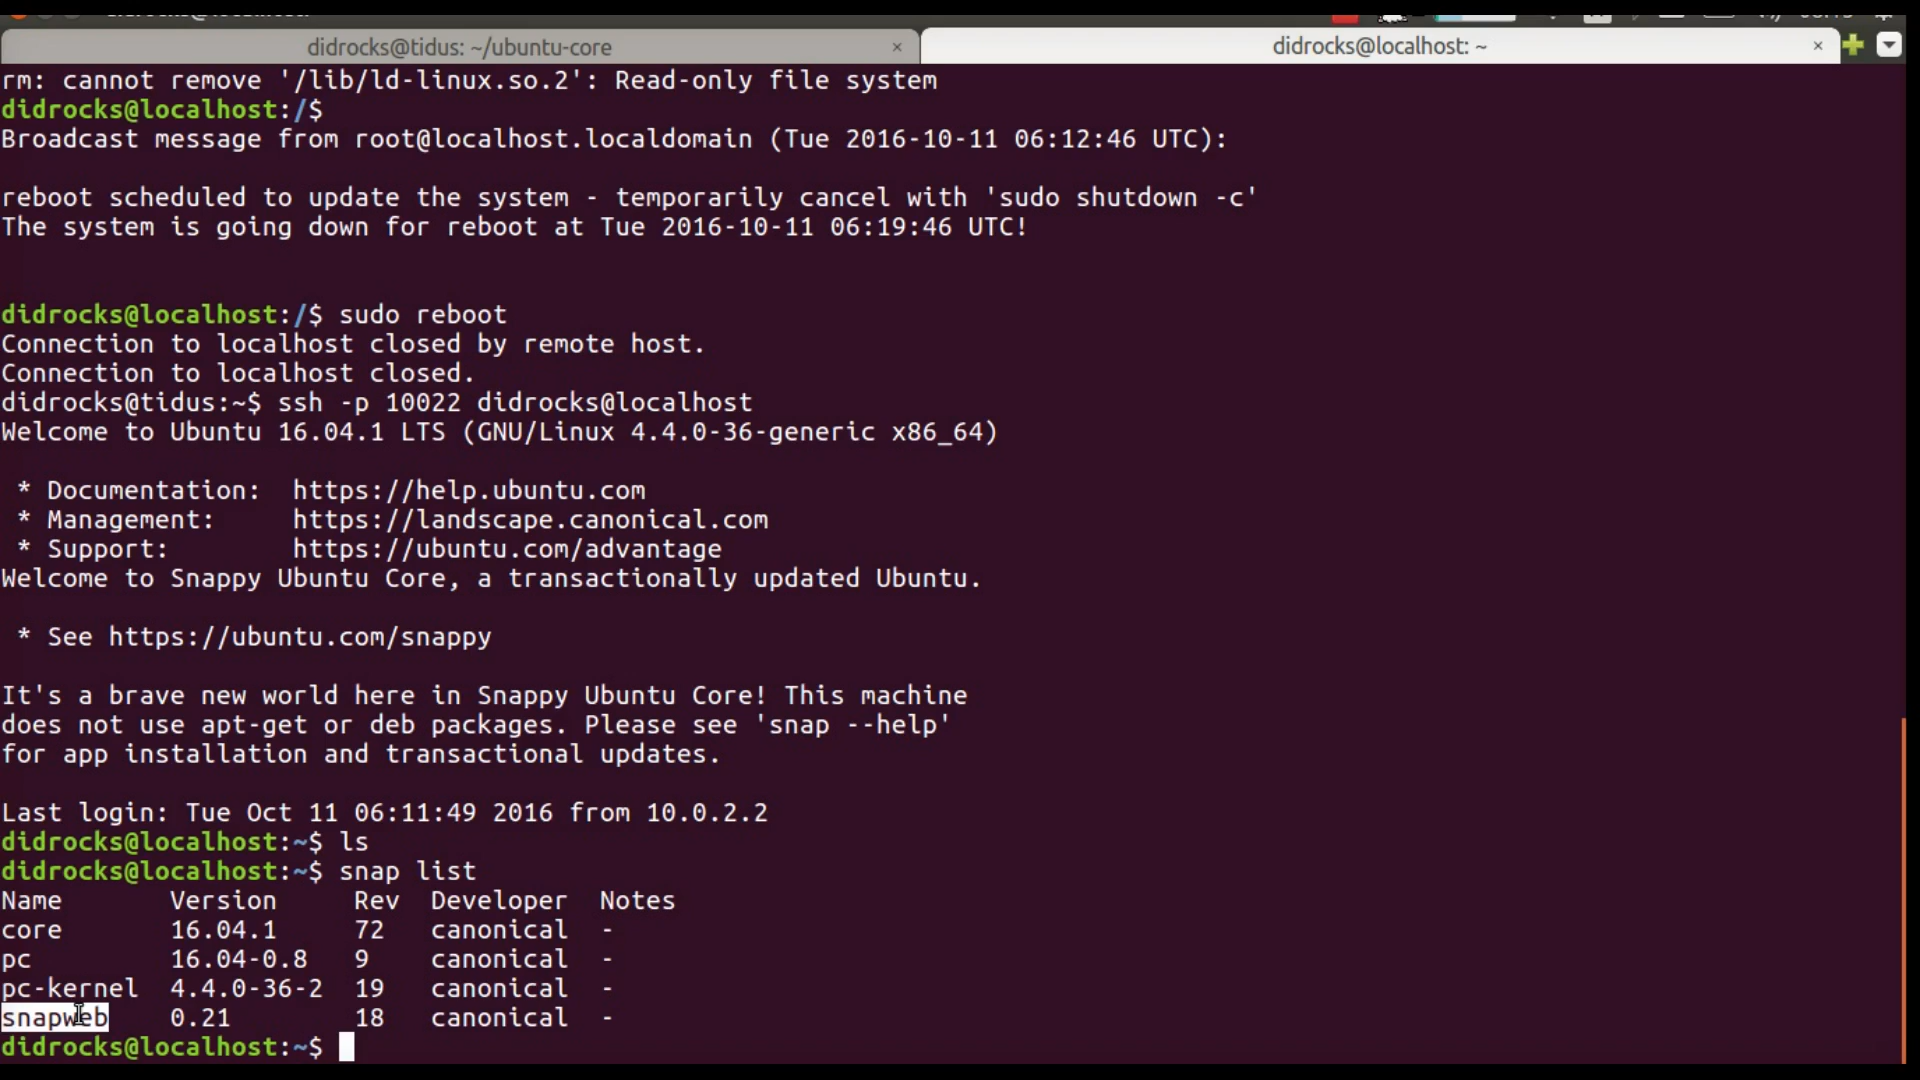 didrocks@tidus: ~/ubuntu-core ×
didrocks@localhost: ~ ×
rm: cannot remove '/lib/ld-linux.so.2': Read-only file system
didrocks@localhost:/$
Broadcast message from root@localhost.localdomain (Tue 2016-10-11 06:12:46 UTC):
reboot scheduled to update the system - temporarily cancel with 'sudo shutdown -c'
The system is going down for reboot at Tue 2016-10-11 06:19:46 UTC!
didrocks@localhost:/$ sudo reboot
Connection to localhost closed by remote host.
Connection to localhost closed.
didrocks@tidus:~$ ssh -p 10022 didrocks@localhost
Welcome to Ubuntu 16.04.1 LTS (GNU/Linux 4.4.0-36-generic x86_64)
* Documentation:  https://help.ubuntu.com
* Management:     https://landscape.canonical.com
* Support:        https://ubuntu.com/advantage
Welcome to Snappy Ubuntu Core, a transactionally updated Ubuntu.
* See https://ubuntu.com/snappy
It's a brave new world here in Snappy Ubuntu Core! This machine
does not use apt-get or deb packages. Please see 'snap --help'
for app installation and transactional updates.
Last login: Tue Oct 11 06:11:49 2016 from 10.0.2.2
didrocks@localhost:~$ ls
didrocks@localhost:~$ snap list
Name       Version     Rev  Developer  Notes
core       16.04.1     72   canonical  -
pc         16.04-0.8   9    canonical  -
pc-kernel  4.4.0-36-2  19   canonical  -
snapweb    0.21        18   canonical  -
didrocks@localhost:~$